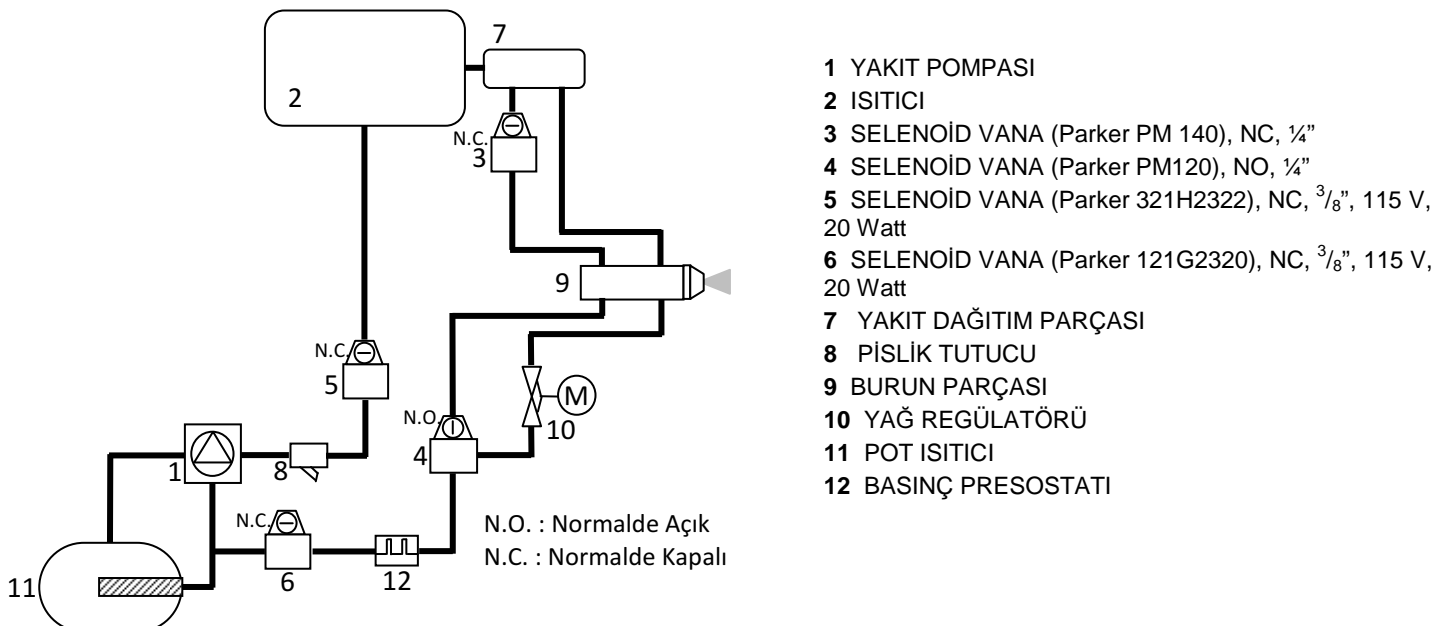 7
2
N.C.
3
9
N.C.
5
N.O.
4
M
10
1
8
N.C.
6
12
11
N.O. : Normalde Açık
N.C. : Normalde Kapalı
1 YAKIT POMPASI
2 ISITICI
3 SELENOİD VANA (Parker PM 140), NC, ¼”
4 SELENOİD VANA (Parker PM120), NO, ¼”
5 SELENOİD VANA (Parker 321H2322), NC, 3/8”, 115 V,
20 Watt
6 SELENOİD VANA (Parker 121G2320), NC, 3/8”, 115 V,
20 Watt
7 YAKIT DAĞITIM PARÇASI
8 PİSLİK TUTUCU
9 BURUN PARÇASI
10 YAĞ REGÜLATÖRÜ
11 POT ISITICI
12 BASINÇ PRESOSTATI